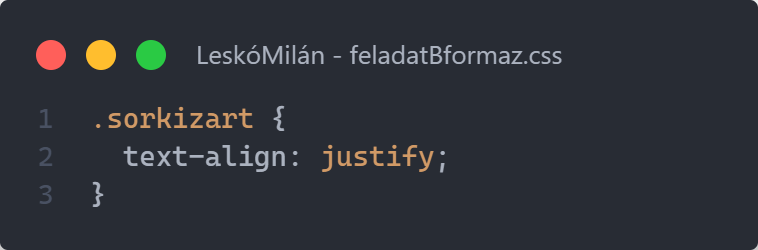 LeskóMilán - feladatBformaz.css
1 .sorkizart {
2   text-align: justify;
3 }